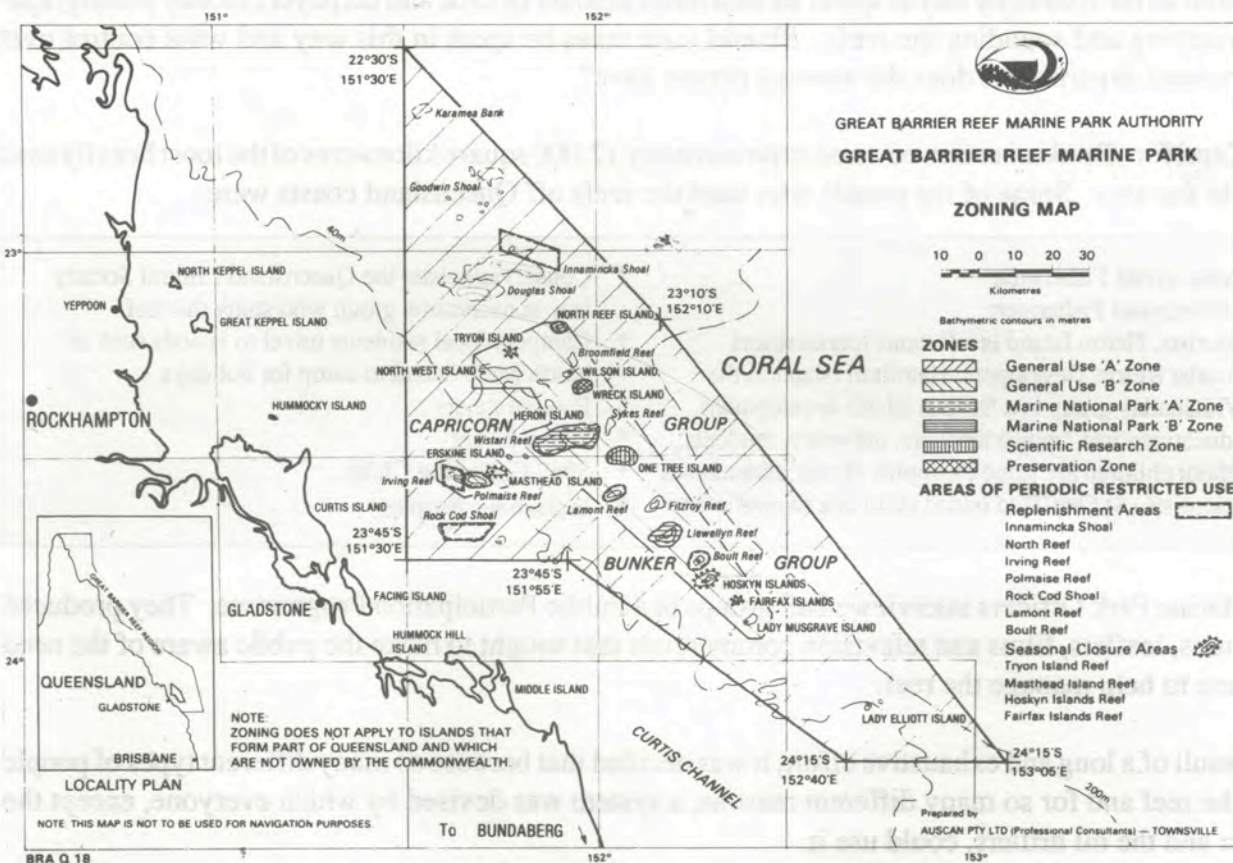 151°
152°
22°30'S
151°30'E
Karamea Bank
Goodwin Shoal
40m
GREAT BARRIER REEF MARINE PARK AUTHORITY
GREAT BARRIER REEF MARINE PARK
ZONING MAP
10 0 10 20 30
Kilometres
Bathymetric contours in metres
23°
Innamincka Shoal
Douglas Shoal
NORTH KEPPEL ISLAND
YEPPOON
GREAT KEPPEL ISLAND
23°10'S
152°10'E
NORTH REEF ISLAND
TRYON ISLAND
Broomfield Reef
NORTH WEST ISLAND
WILSON ISLAND
WRECK ISLAND
CORAL SEA
ROCKHAMPTON
HUMMOCKY ISLAND
HERON ISLAND
Sykes Reef
CAPRICORN
GROUP
Wistari Reef
ERSKINE ISLAND
ONE TREE ISLAND
Irving Reef
MASTHEAD ISLAND
Polmaise Reef
Lamont Reef
Fitzroy Reef
CURTIS ISLAND
Rock Cod Shoal
Llewellyn Reef
23°45'S
151°30'E
Boult Reef
23°45'S
151°55'E
BUNKER
GROUP
HOSKYN ISLANDS
FAIRFAX ISLANDS
LADY MUSGRAVE ISLAND
FACING ISLAND
GLADSTONE
HUMMOCK HILL
ISLAND
24°
MIDDLE ISLAND
LADY ELLIOTT ISLAND
CURTIS CHANNEL
24°15'S
152°40'E
24°15'S
153°05'E
200m
To BUNDABERG
ZONES
General Use 'A' Zone
General Use 'B' Zone
Marine National Park 'A' Zone
Marine National Park 'B' Zone
Scientific Research Zone
Preservation Zone
AREAS OF PERIODIC RESTRICTED USE
Replenishment Areas
Innamincka Shoal
North Reef
Irving Reef
Polmaise Reef
Rock Cod Shoal
Lamont Reef
Boult Reef
Seasonal Closure Areas
Tryon Island Reef
Masthead Island Reef
Hoskyn Islands Reef
Fairfax Islands Reef
GREAT BARRIER REEF
QUEENSLAND
GLADSTONE
BRISBANE
LOCALITY PLAN
NOTE:
ZONING DOES NOT APPLY TO ISLANDS THAT
FORM PART OF QUEENSLAND AND WHICH
ARE NOT OWNED BY THE COMMONWEALTH.
NOTE THIS MAP IS NOT TO BE USED FOR NAVIGATION PURPOSES.
Prepared by
AUSCAN PTY LTD (Professional Consultants) – TOWNSVILLE
BRA Q 18
152°
153°